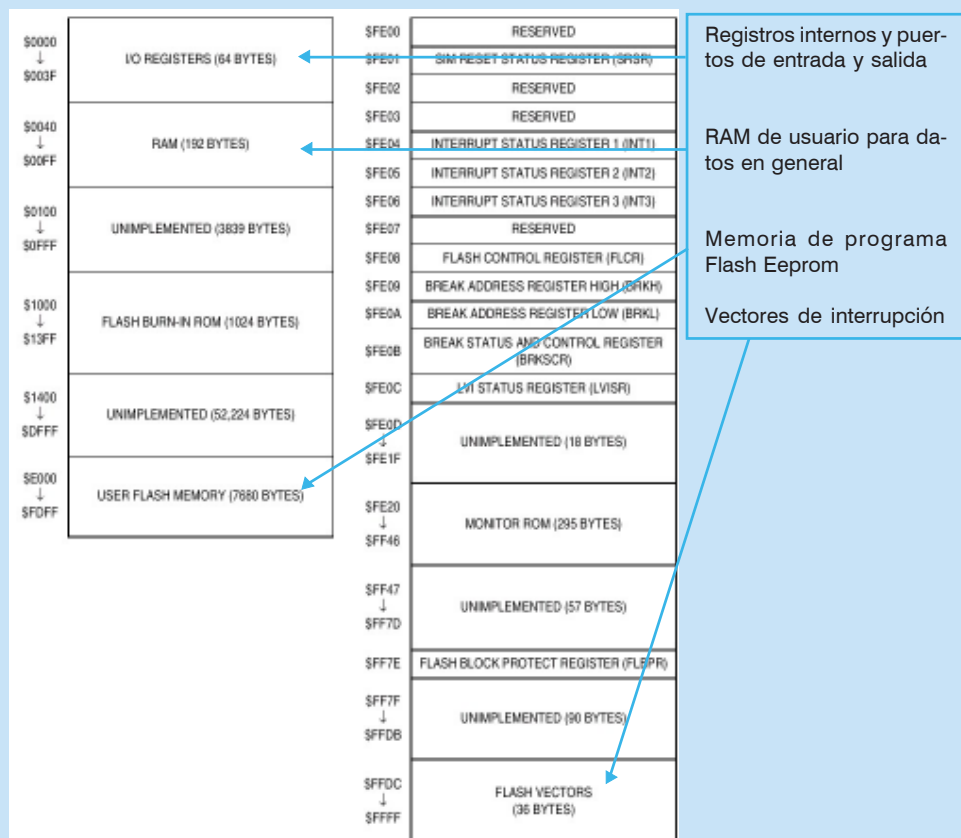 $0000
↓
$003F
I/O REGISTERS (64 BYTES)
$0040
↓
$00FF
RAM (192 BYTES)
$0100
↓
$0FFF
UNIMPLEMENTED (3839 BYTES)
$1000
↓
$13FF
FLASH BURN-IN ROM (1024 BYTES)
$1400
↓
$DFFF
UNIMPLEMENTED (52,224 BYTES)
$E000
↓
$FDFF
USER FLASH MEMORY (7680 BYTES)
$FE00 RESERVED
$FE01 SIM RESET STATUS REGISTER (SRSR)
$FE02 RESERVED
$FE03 RESERVED
$FE04 INTERRUPT STATUS REGISTER 1 (INT1)
$FE05 INTERRUPT STATUS REGISTER 2 (INT2)
$FE06 INTERRUPT STATUS REGISTER 3 (INT3)
$FE07 RESERVED
$FE08 FLASH CONTROL REGISTER (FLCR)
$FE09 BREAK ADDRESS REGISTER HIGH (BRKH)
$FE0A BREAK ADDRESS REGISTER LOW (BRKL)
$FE0B BREAK STATUS AND CONTROL REGISTER
(BRKSCR)
$FE0C LVI STATUS REGISTER (LVISR)
$FE0D
↓
$FE1F
UNIMPLEMENTED (18 BYTES)
$FE20
↓
$FF46
MONITOR ROM (295 BYTES)
$FF47
↓
$FF7D
UNIMPLEMENTED (57 BYTES)
$FF7E FLASH BLOCK PROTECT REGISTER (FLBPR)
$FF7F
↓
$FFDB
UNIMPLEMENTED (90 BYTES)
$FFDC
↓
$FFFF
FLASH VECTORS
(36 BYTES)
Registros internos y puer-
tos de entrada y salida
RAM de usuario para da-
tos en general
Memoria de programa
Flash Eeprom
Vectores de interrupción